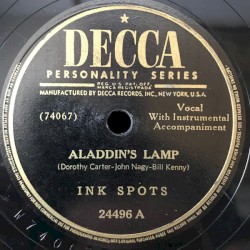 DECCA
PERSONALITY SERIES
REG. U.S. PAT. OFF.
MARCA REGISTRADA
MANUFACTURED BY DECCA RECORDS, INC., NEW YORK, U.S.A.
(74067)
Vocal
With Instrumental
Accompaniment
ALADDIN'S LAMP
(Dorothy Carter-John Nagy-Bill Kenny)
INK SPOTS
24496 A